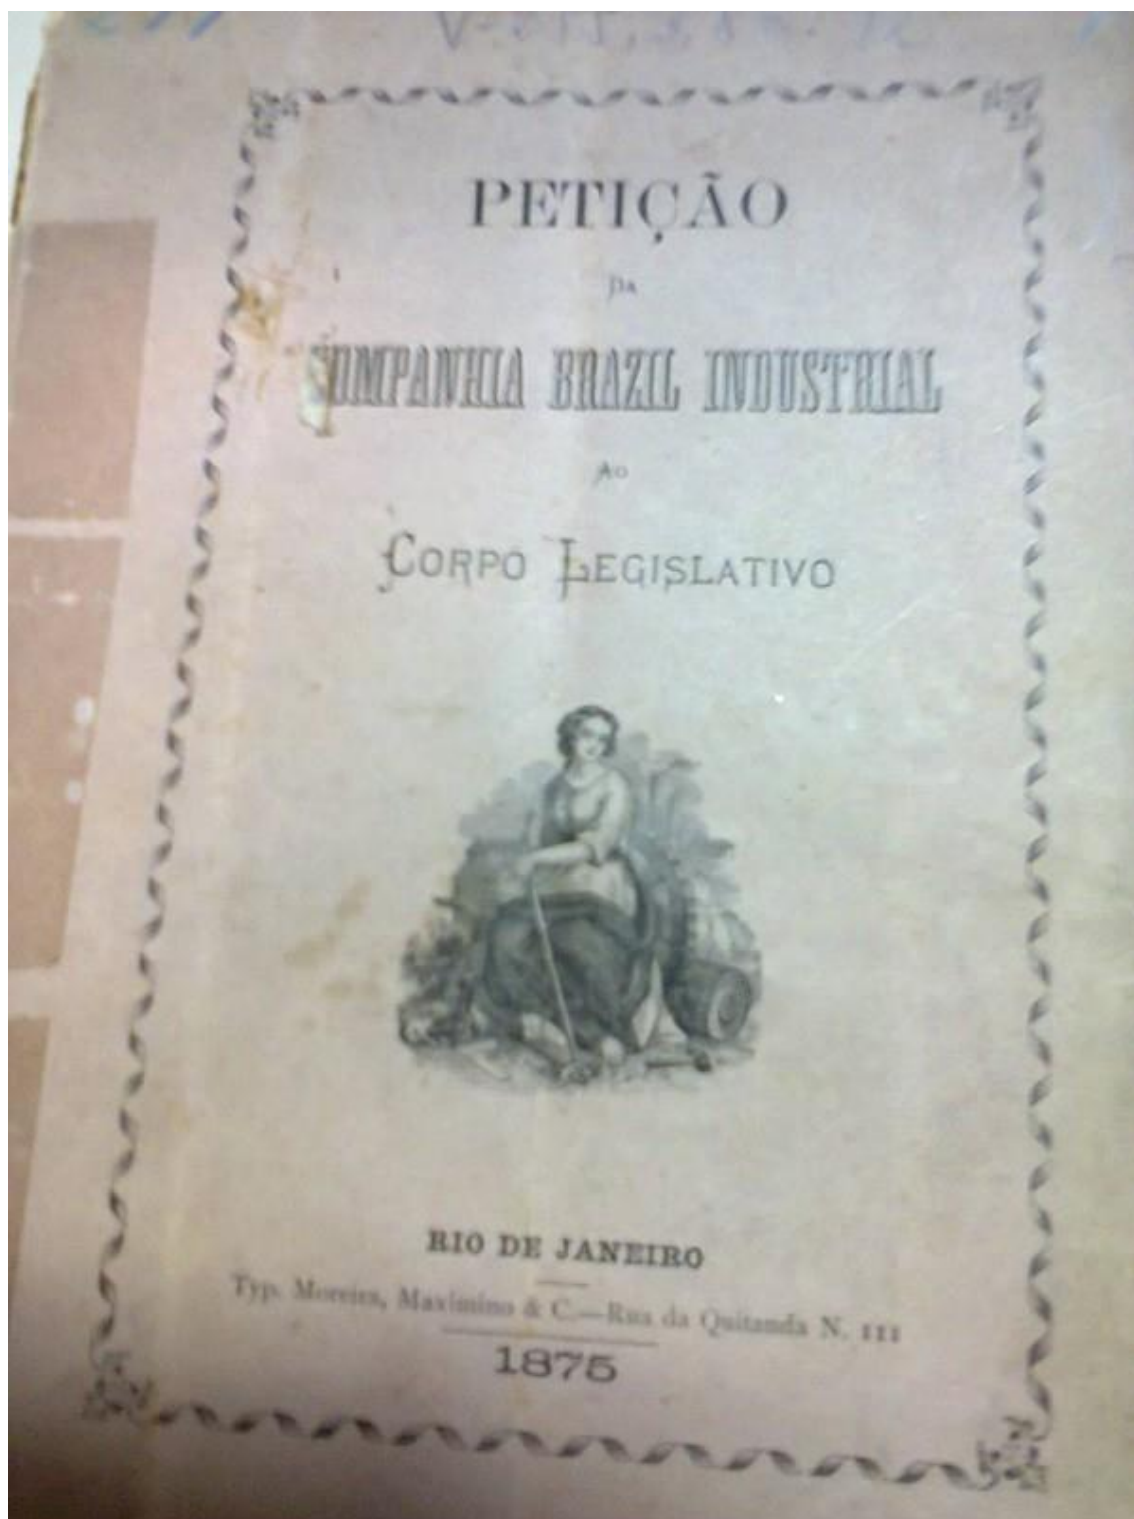 PETIÇÃO
DA
COMPANHIA BRAZIL INDUSTRIAL
AO
CORPO LEGISLATIVO
RIO DE JANEIRO
Typ. Moreira, Maximino & C.—Rua da Quitanda N. 111
1875